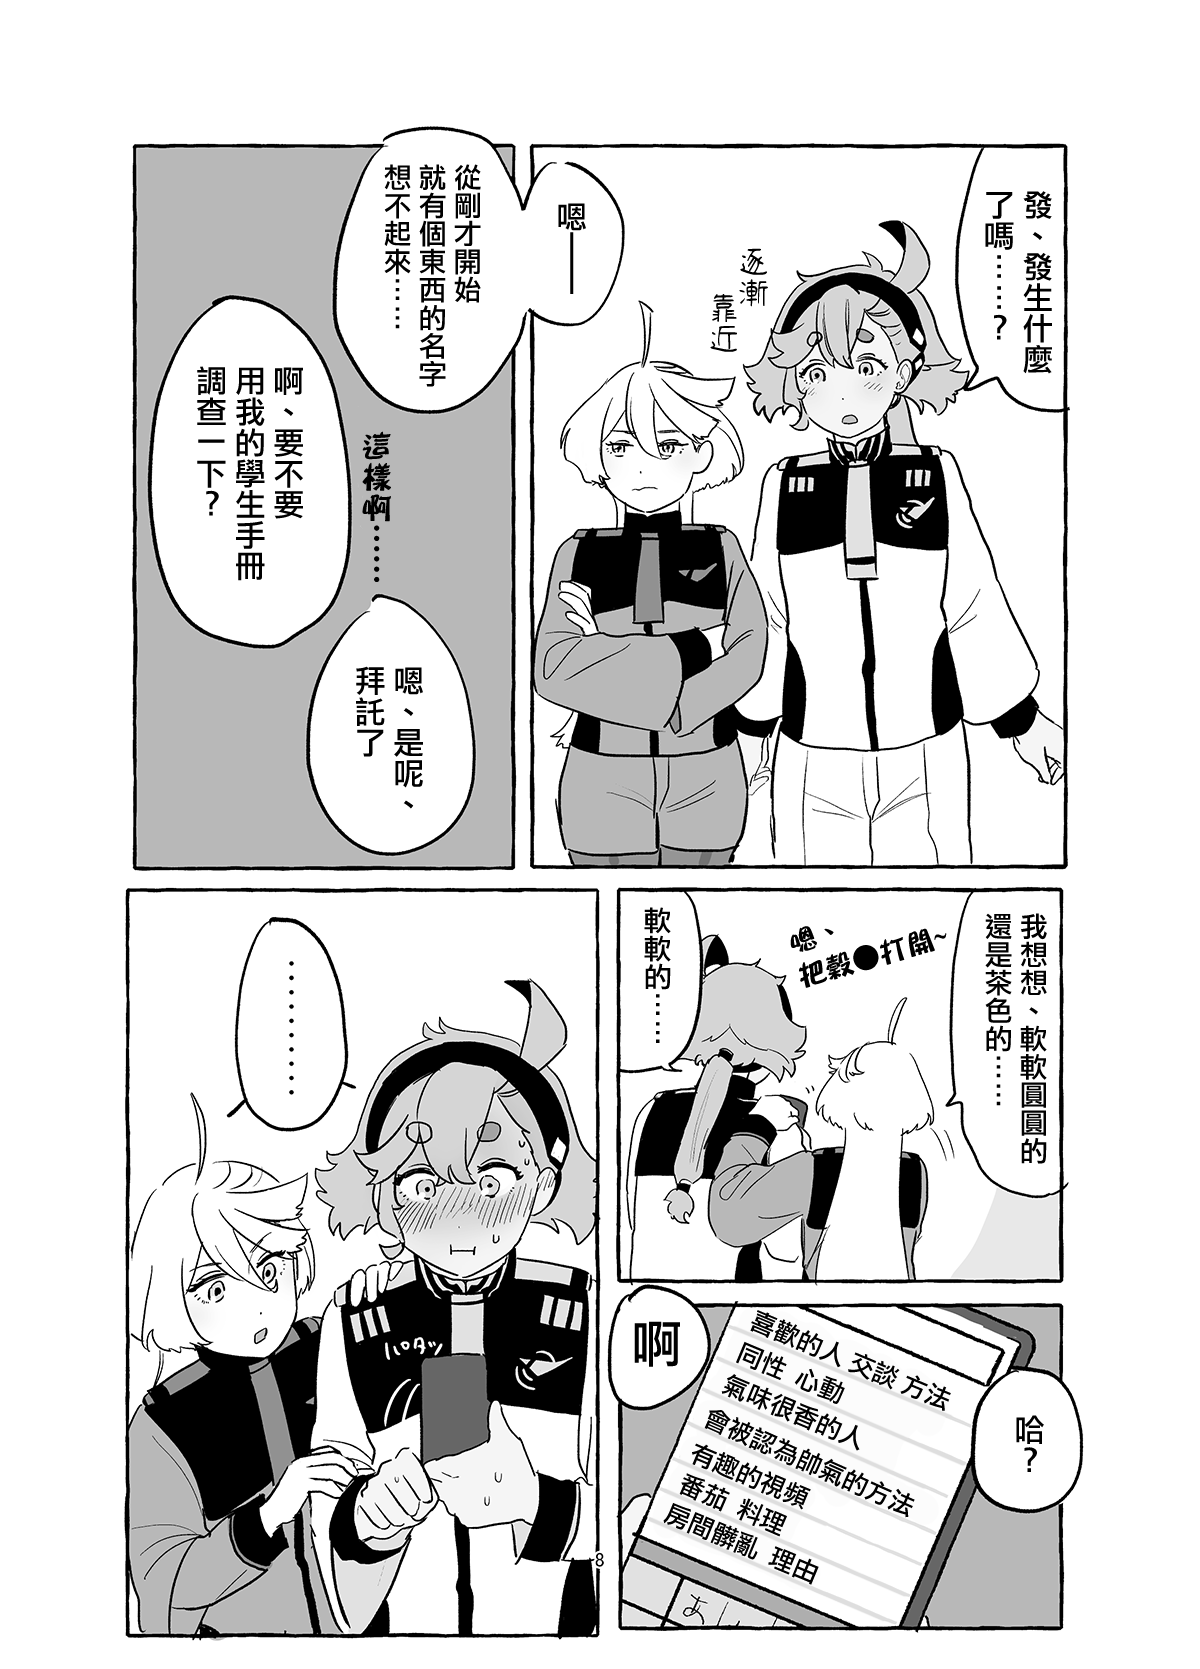 發、發生什麼
了嗎……？
逐漸
靠近
嗯──
從剛才開始
就有個東西的名字
想不起來……
這樣啊……
啊、要不要
用我的學生手冊
調查一下？
嗯、是呢、
拜託了
我想想、軟軟圓圓的
還是茶色的……
嗯、
把穀●打開~
軟軟的……
哈？
喜歡的人 交談 方法
同性 心動
氣味很香的人
會被認為帥氣的方法
有趣的視頻
番茄 料理
房間髒亂 理由
あ
啊
………
パタッ
8